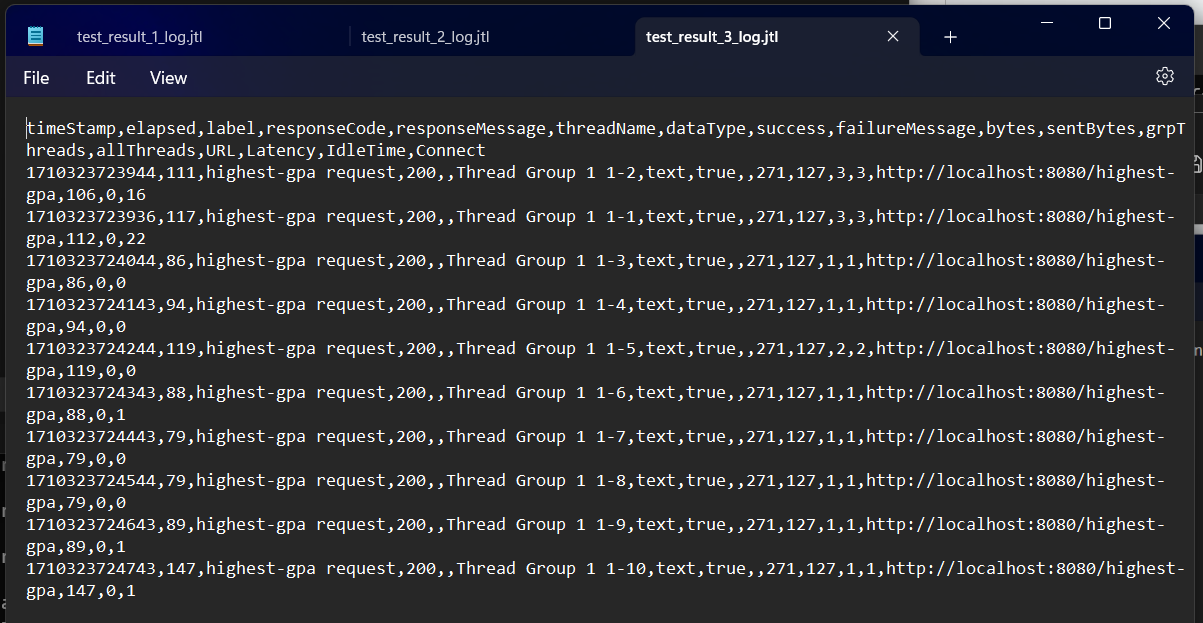 test_result_1_log.jtl test_result_2_log.jtl test_result_3_log.jtl
File Edit View
timeStamp,elapsed,label,responseCode,responseMessage,threadName,dataType,success,failureMessage,bytes,sentBytes,grpT
hreads,allThreads,URL,Latency,IdleTime,Connect
1710323723944,111,highest-gpa request,200,,Thread Group 1 1-2,text,true,,271,127,3,3,http://localhost:8080/highest-
gpa,106,0,16
1710323723936,117,highest-gpa request,200,,Thread Group 1 1-1,text,true,,271,127,3,3,http://localhost:8080/highest-
gpa,112,0,22
1710323724044,86,highest-gpa request,200,,Thread Group 1 1-3,text,true,,271,127,1,1,http://localhost:8080/highest-
gpa,86,0,0
1710323724143,94,highest-gpa request,200,,Thread Group 1 1-4,text,true,,271,127,1,1,http://localhost:8080/highest-
gpa,94,0,0
1710323724244,119,highest-gpa request,200,,Thread Group 1 1-5,text,true,,271,127,2,2,http://localhost:8080/highest-
gpa,119,0,0
1710323724343,88,highest-gpa request,200,,Thread Group 1 1-6,text,true,,271,127,1,1,http://localhost:8080/highest-
gpa,88,0,1
1710323724443,79,highest-gpa request,200,,Thread Group 1 1-7,text,true,,271,127,1,1,http://localhost:8080/highest-
gpa,79,0,0
1710323724544,79,highest-gpa request,200,,Thread Group 1 1-8,text,true,,271,127,1,1,http://localhost:8080/highest-
gpa,79,0,0
1710323724643,89,highest-gpa request,200,,Thread Group 1 1-9,text,true,,271,127,1,1,http://localhost:8080/highest-
gpa,89,0,1
1710323724743,147,highest-gpa request,200,,Thread Group 1 1-10,text,true,,271,127,1,1,http://localhost:8080/highest-
gpa,147,0,1